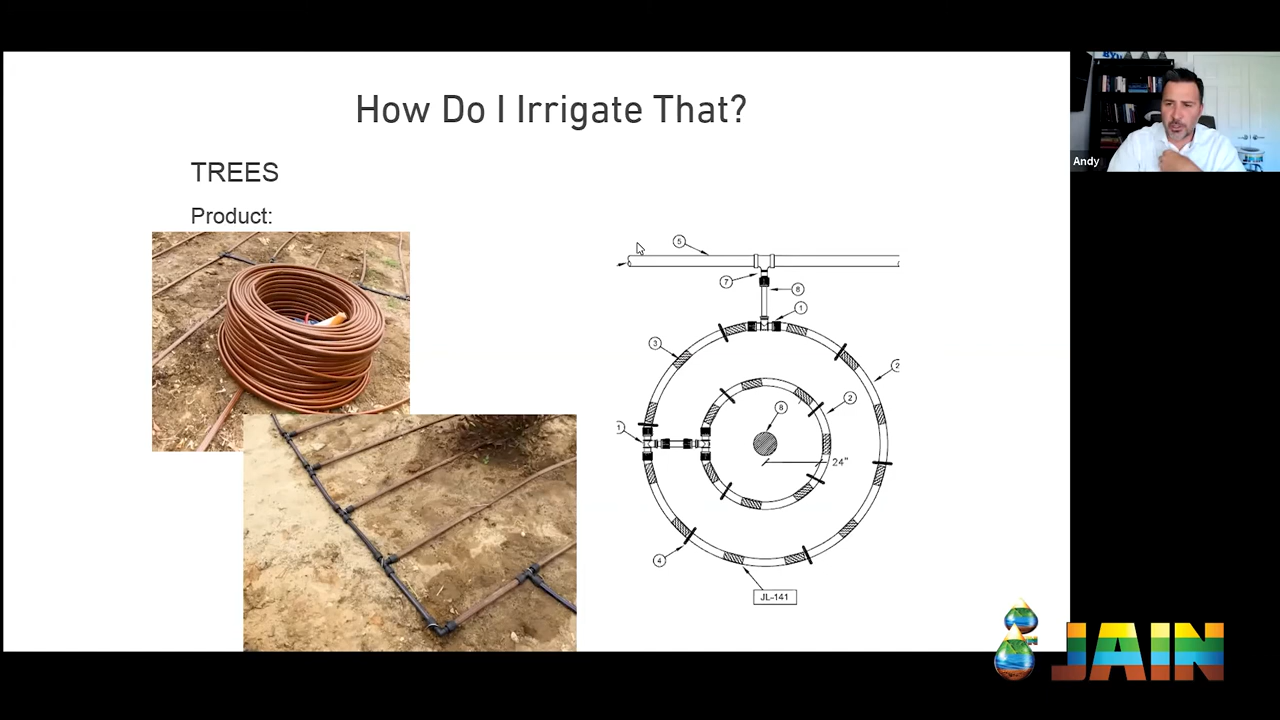 How Do I Irrigate That?
TREES
Product:
Andy
5
7
6
1
3
2
2
8
1
24"
4
JL-141
JAIN